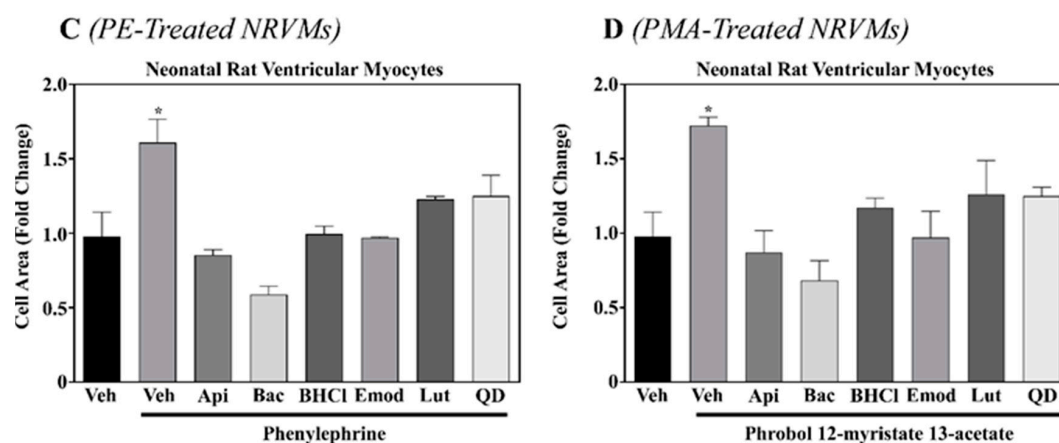 C (PE-Treated NRVMs)
Neonatal Rat Ventricular Myocytes
Cell Area (Fold Change)
2.0
1.5
1.0
0.5
0
*
Veh Veh Api Bac BHCl Emod Lut QD
Phenylephrine
D (PMA-Treated NRVMs)
Neonatal Rat Ventricular Myocytes
Cell Area (Fold Change)
2.0
1.5
1.0
0.5
0
*
Veh Veh Api Bac BHCl Emod Lut QD
Phrobol 12-myristate 13-acetate